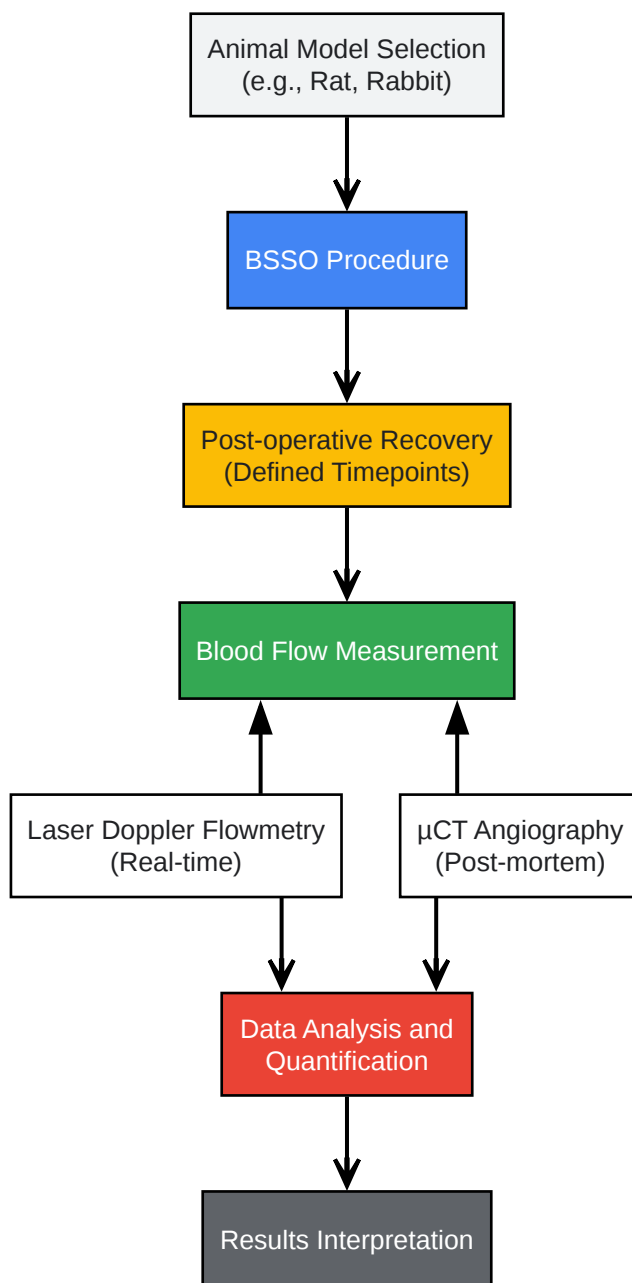 Animal Model Selection
(e.g., Rat, Rabbit)
BSSO Procedure
Post-operative Recovery
(Defined Timepoints)
Blood Flow Measurement
Laser Doppler Flowmetry
(Real-time)
µCT Angiography
(Post-mortem)
Data Analysis and
Quantification
Results Interpretation